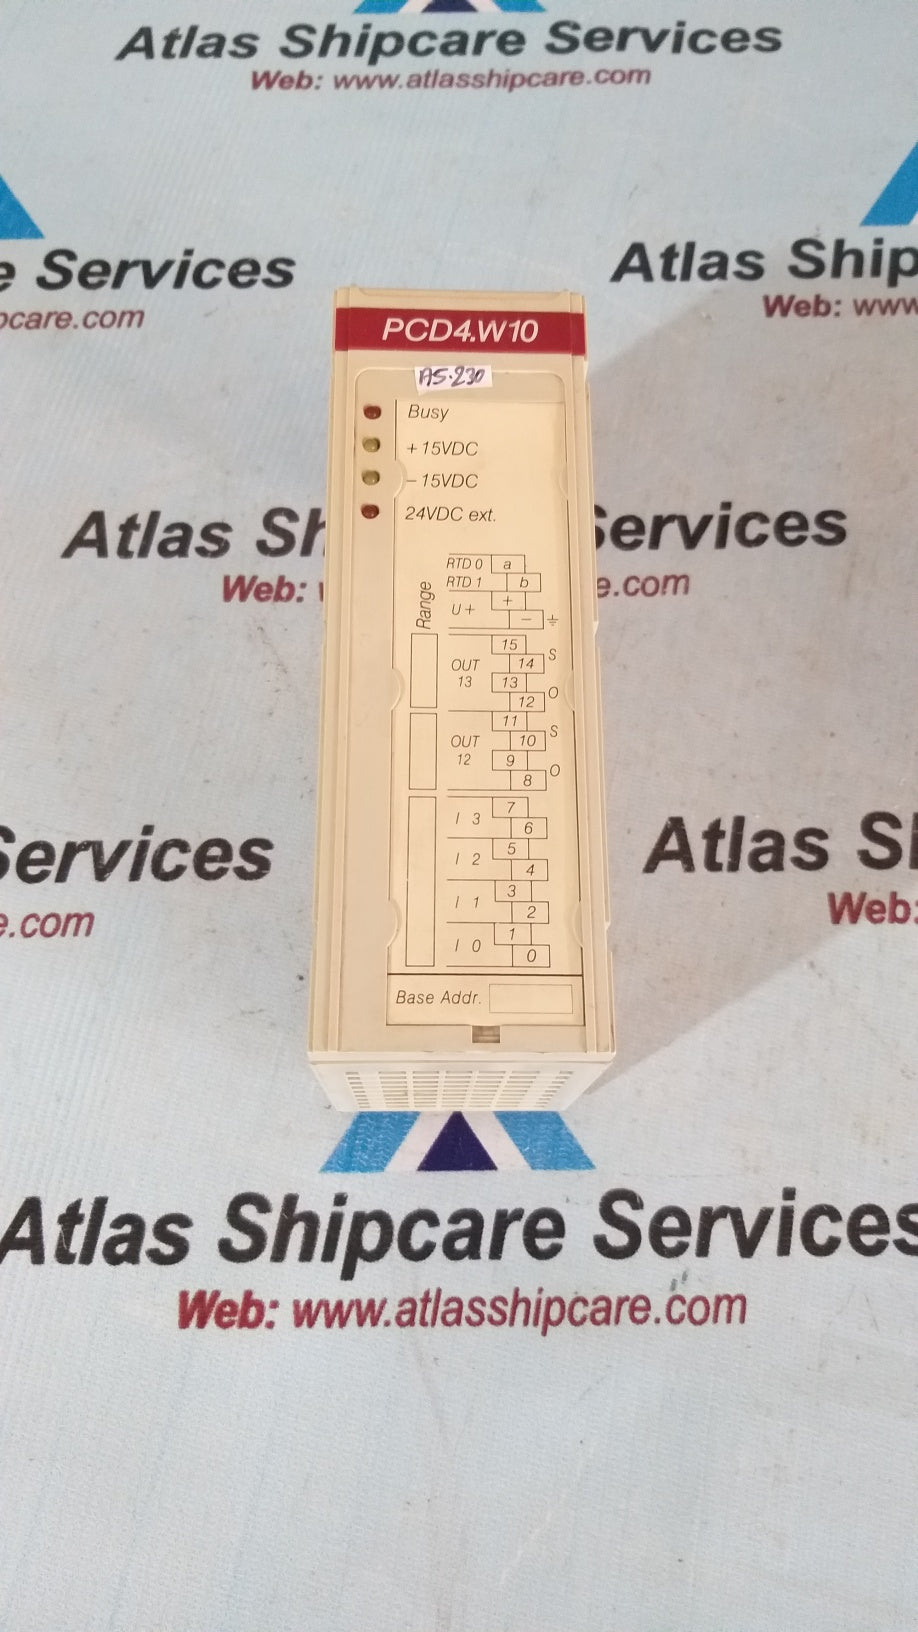 Atlas Shipcare Services
Web: www.atlasshipcare.com
e Services
ocare.com
Atlas Ship
Web: www
PCD4.W10
AS-230
Busy
+15VDC
-15VDC
24VDC ext.
Atlas Sh
Web:
Services
e.com
Range
RTD 0 a
RTD 1 b
U+ +
-
15
OUT 14 S
13 13
12 O
11
OUT 10 S
12 9
8 O
I 3 7
6
I 2 5
4
I 1 3
2
I 0 1
0
Base Addr.
Services
e.com
Atlas S
Web:
Atlas Shipcare Services
Web: www.atlasshipcare.com